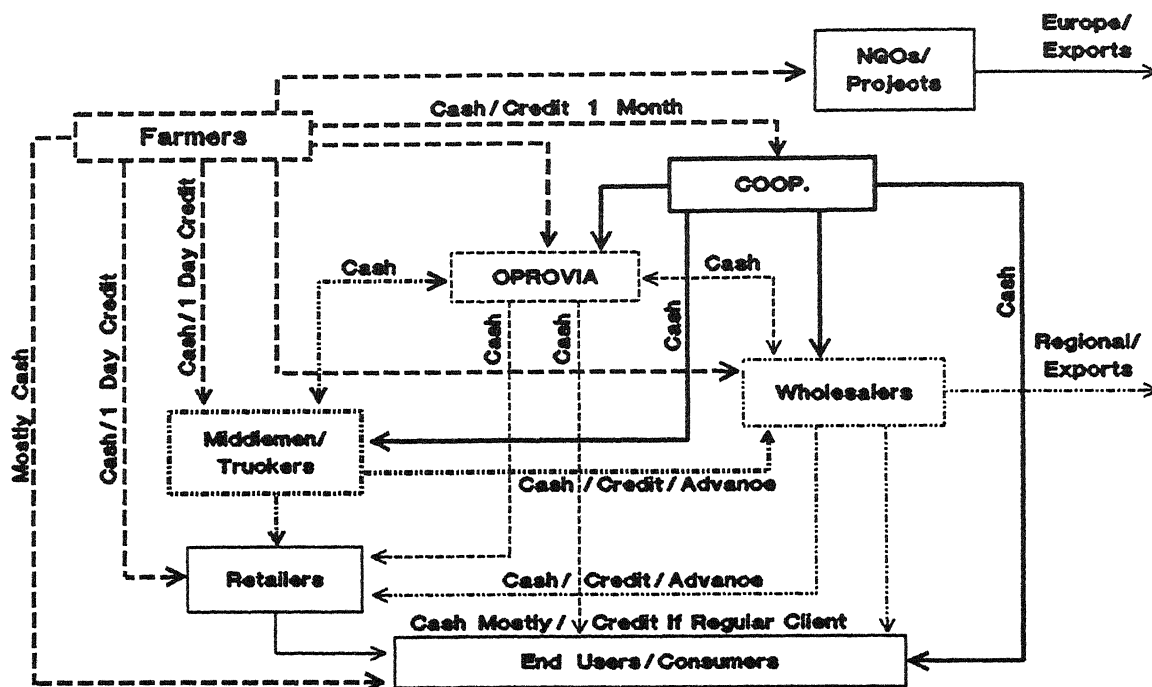 Europe/
Exports
NGOs/
Projects
Cash/Credit 1 Month
Farmers
COOP.
Cash
OPROVIA
Cash
Mostly Cash
Cash/1 Day Credit
Cash/1 Day Credit
Cash
Cash
Cash
Cash
Regional/
Exports
Wholesalers
Middlemen/
Truckers
Cash/Credit/Advance
Retailers
Cash/ Credit/Advance
Cash Mostly/ Credit If Regular Client
End Users/Consumers